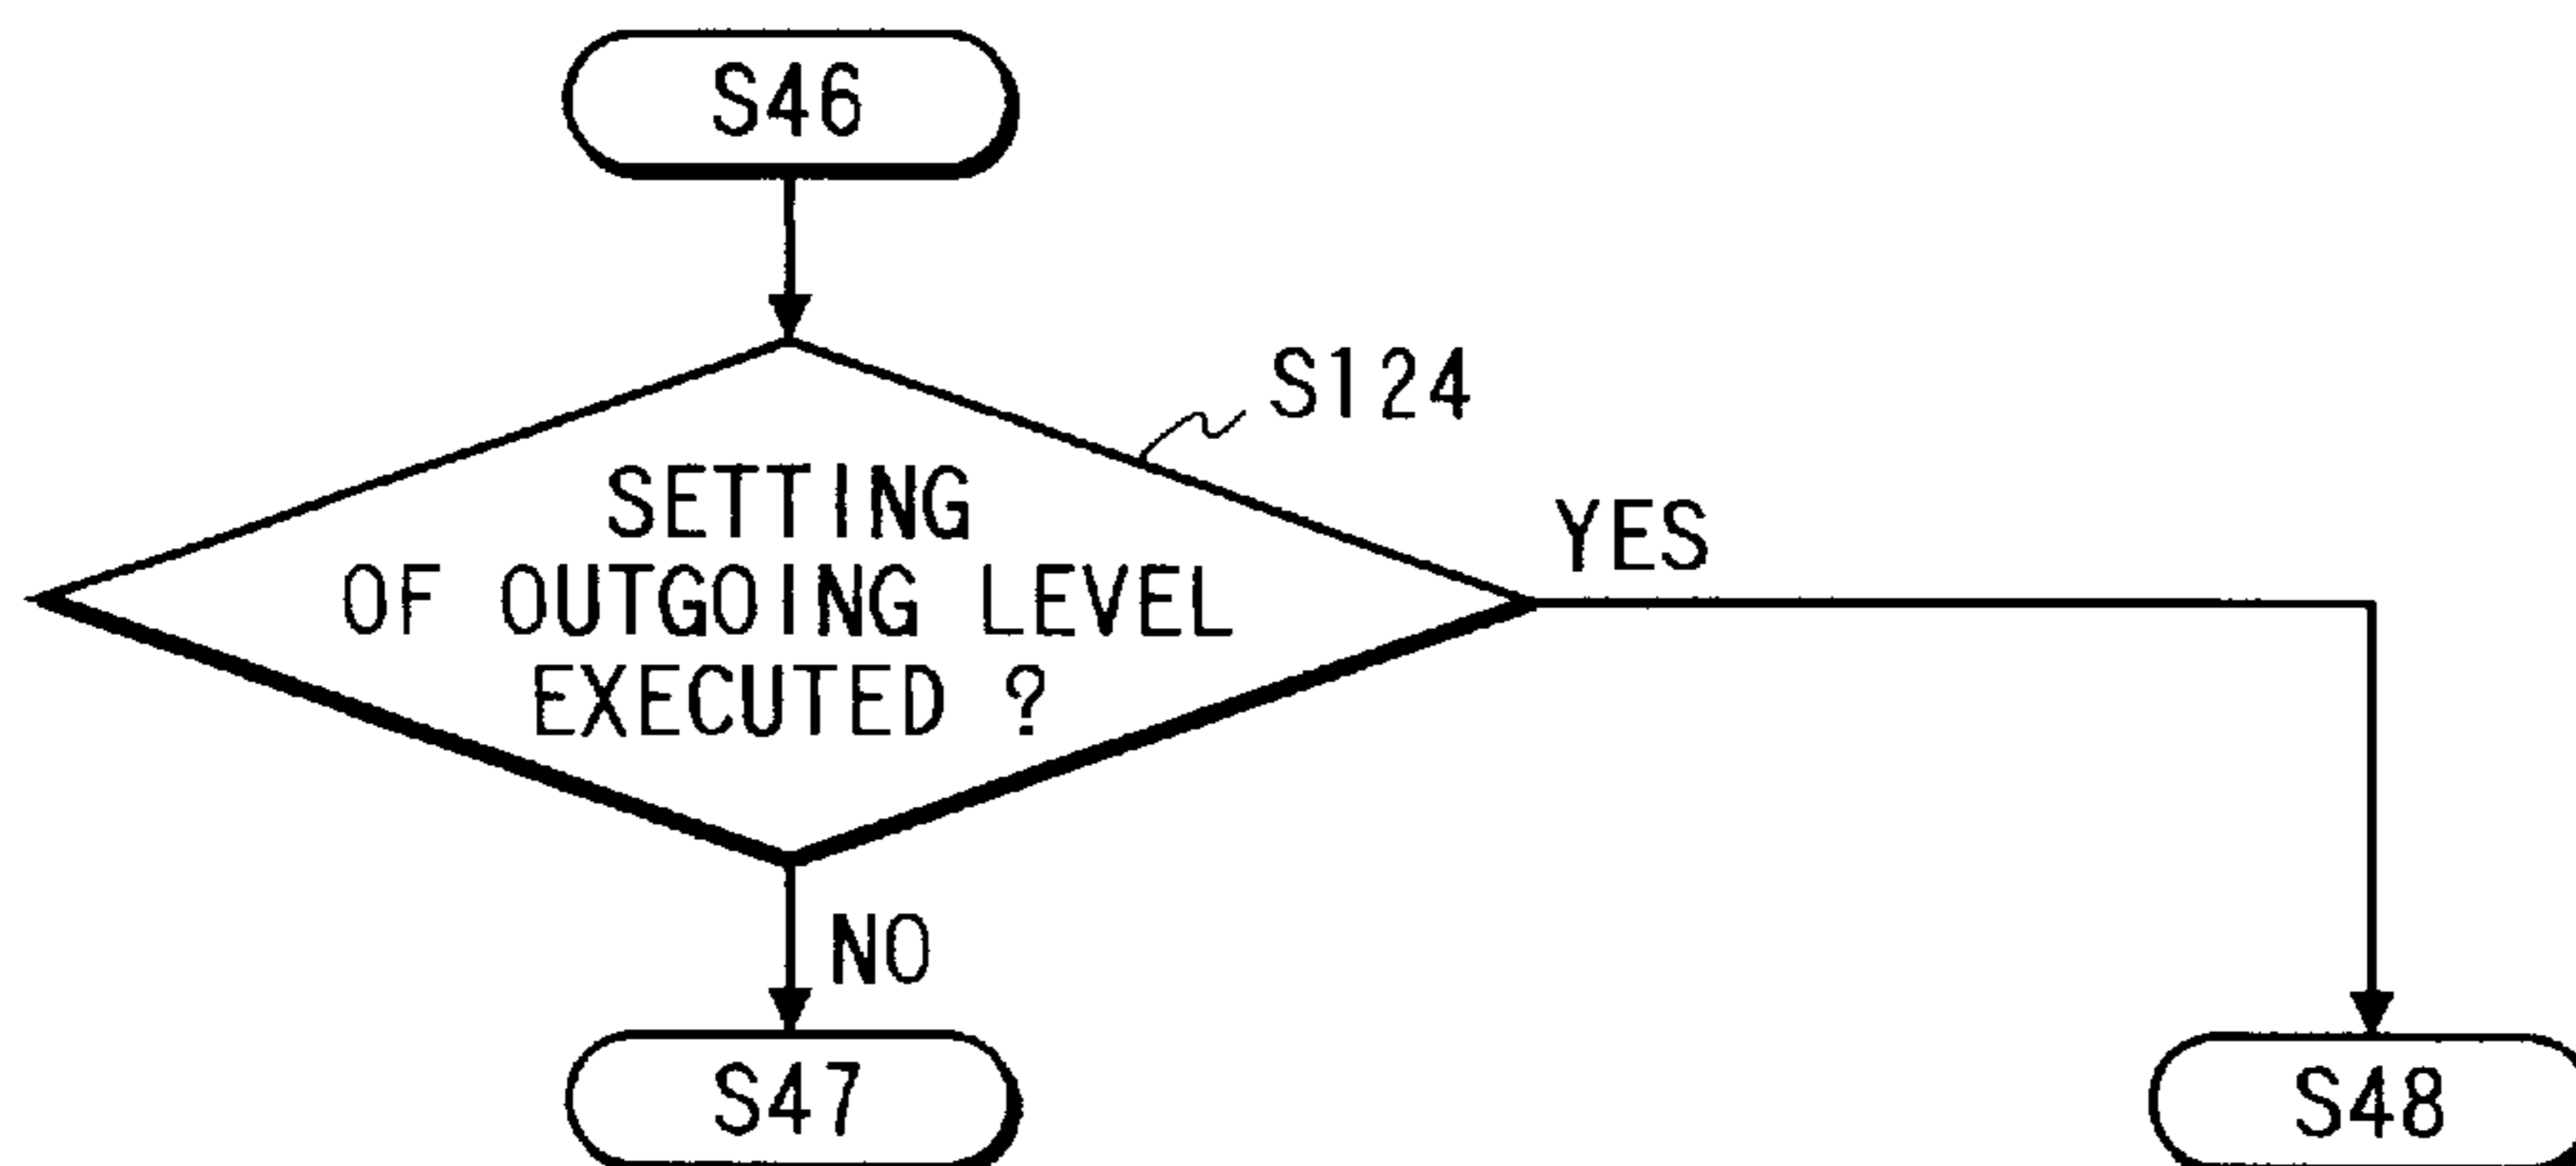 S46
S124
SETTING
OF OUTGOING LEVEL
EXECUTED ?
YES
NO
S47
S48